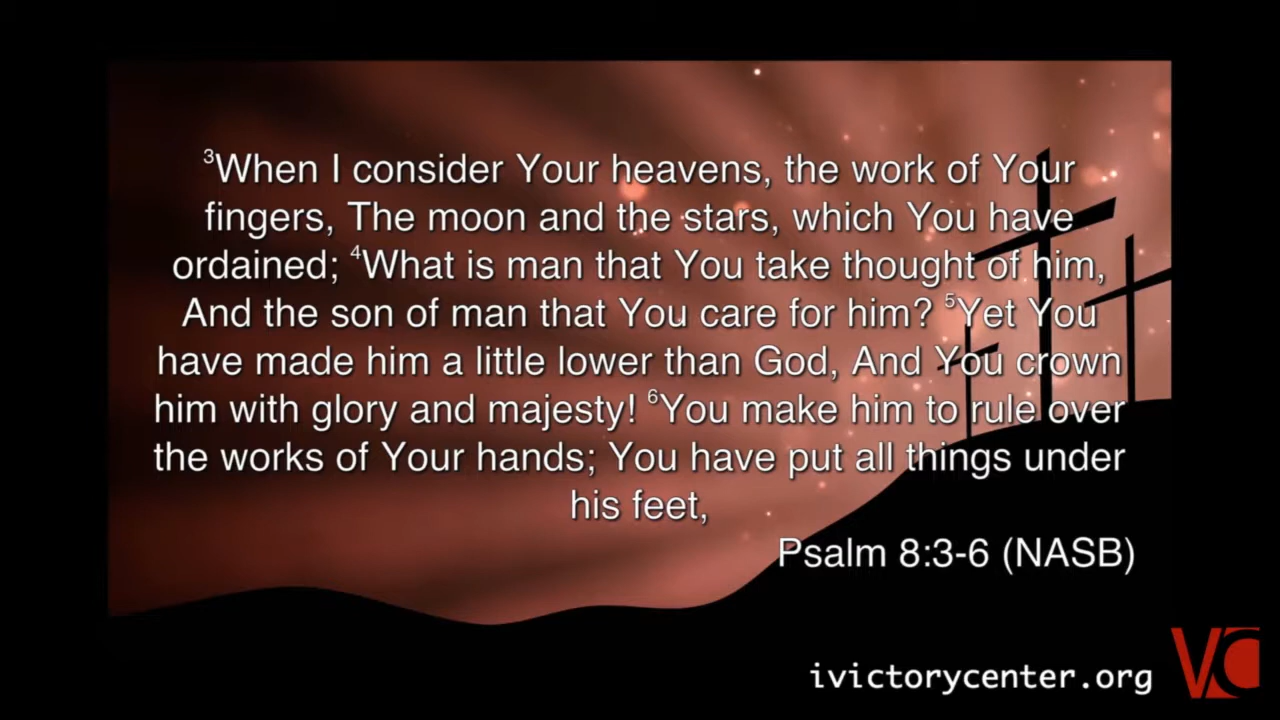 ³When I consider Your heavens, the work of Your
fingers, The moon and the stars, which You have
ordained; ⁴What is man that You take thought of him,
And the son of man that You care for him? ⁵Yet You
have made him a little lower than God, And You crown
him with glory and majesty! ⁶You make him to rule over
the works of Your hands; You have put all things under
his feet,
Psalm 8:3-6 (NASB)
ivictorycenter.org
VC